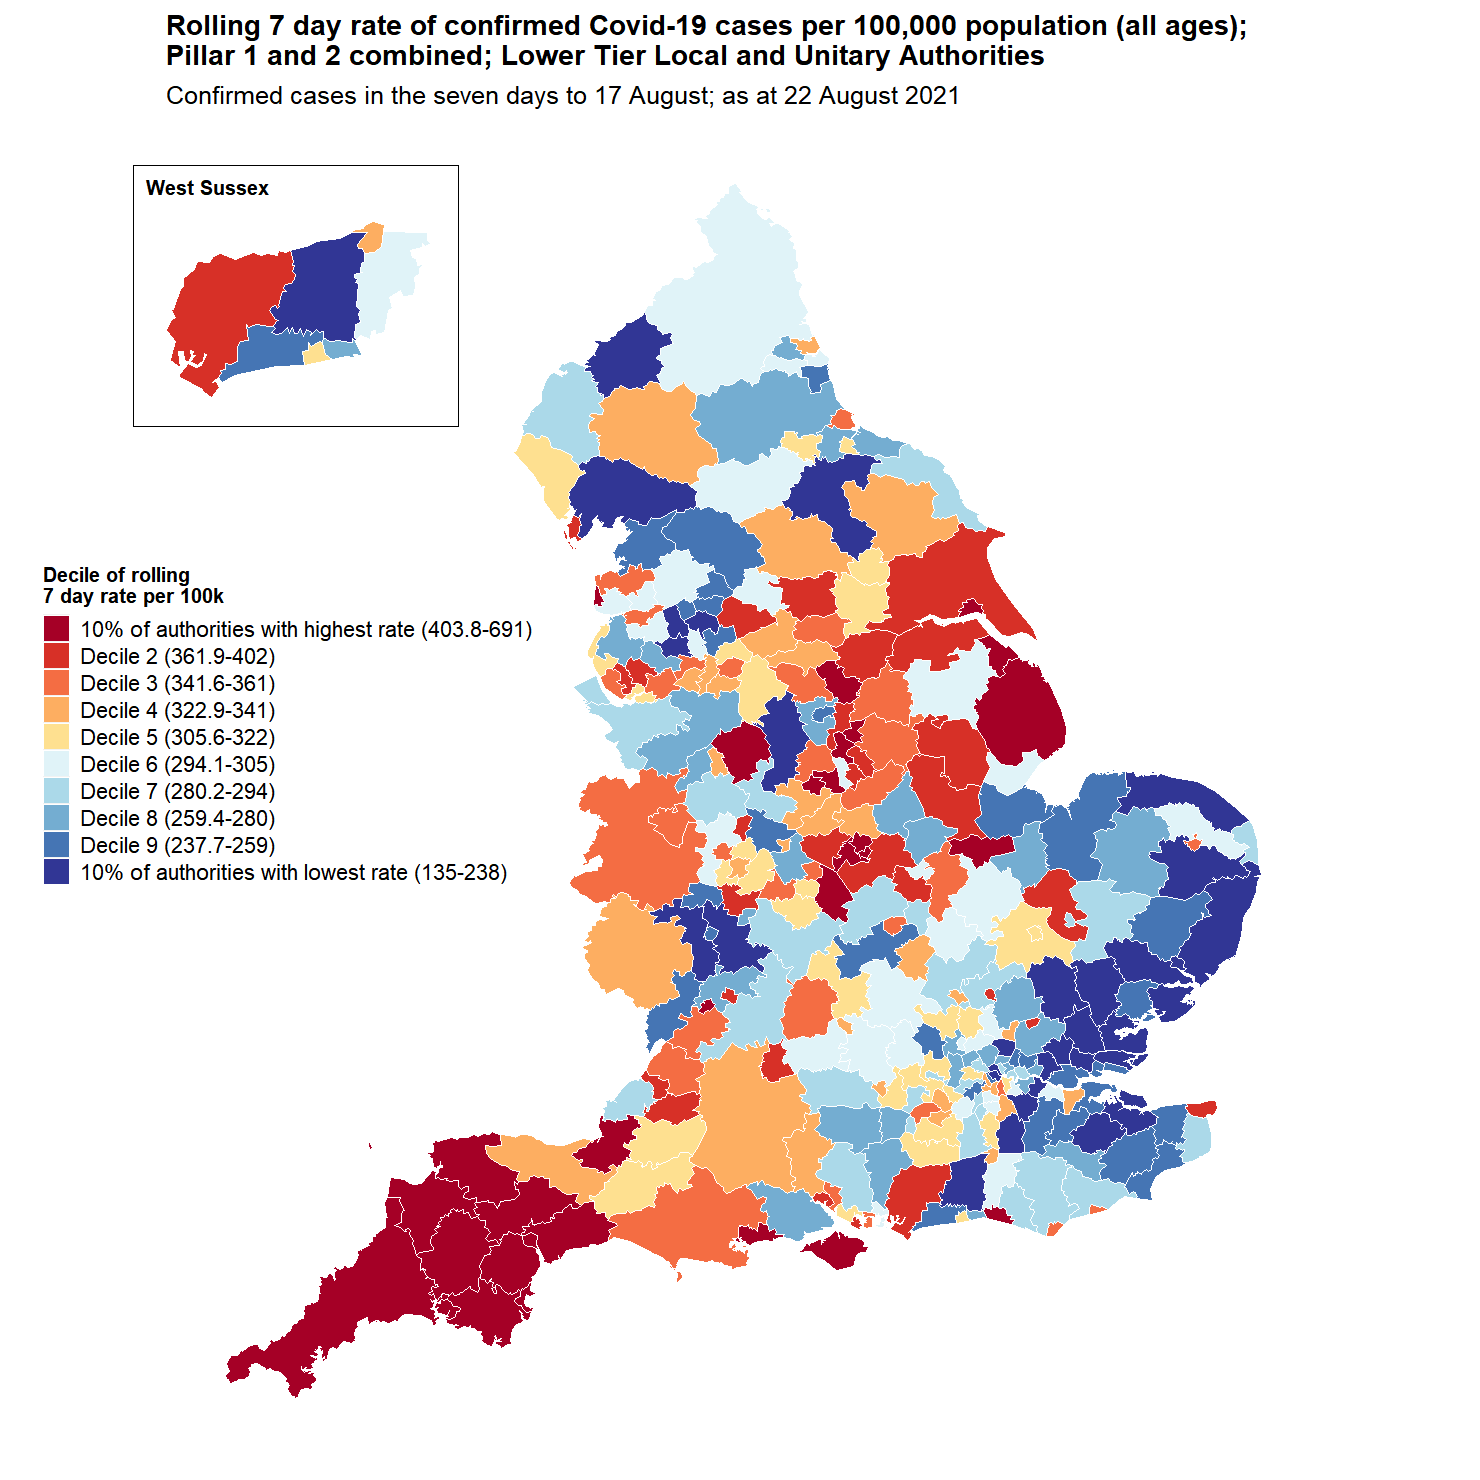 Rolling 7 day rate of confirmed Covid-19 cases per 100,000 population (all ages);
Pillar 1 and 2 combined; Lower Tier Local and Unitary Authorities
Confirmed cases in the seven days to 17 August; as at 22 August 2021
West Sussex
Decile of rolling
7 day rate per 100k
10% of authorities with highest rate (403.8-691)
Decile 2 (361.9-402)
Decile 3 (341.6-361)
Decile 4 (322.9-341)
Decile 5 (305.6-322)
Decile 6 (294.1-305)
Decile 7 (280.2-294)
Decile 8 (259.4-280)
Decile 9 (237.7-259)
10% of authorities with lowest rate (135-238)